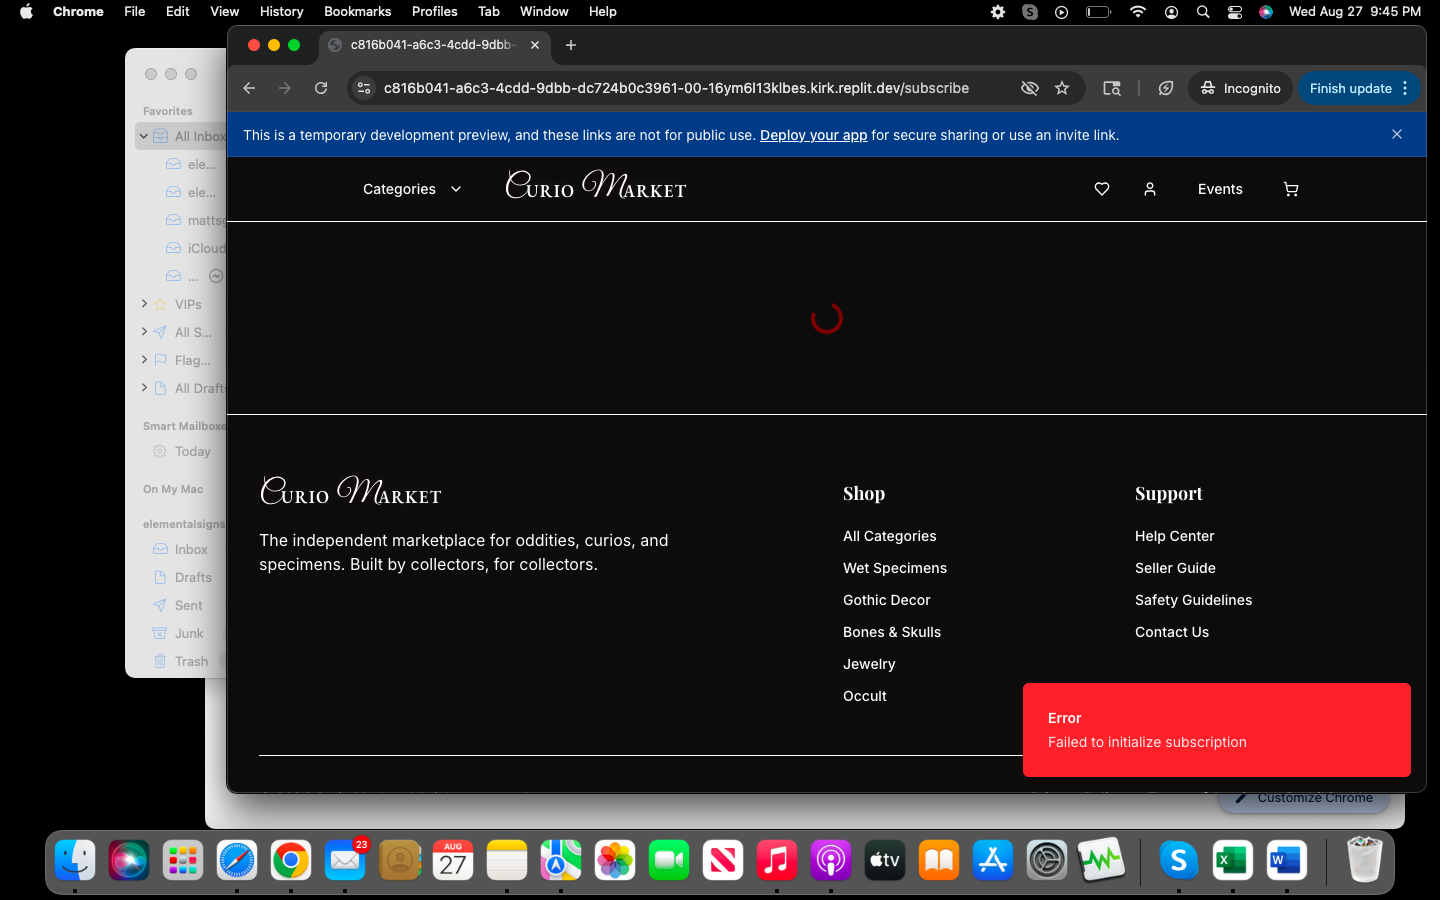 Chrome File Edit View History Bookmarks Profiles Tab Window Help
Wed Aug 27 9:45 PM
c816b041-a6c3-4cdd-9dbb-
c816b041-a6c3-4cdd-9dbb-dc724b0c3961-00-16ym6l13klbes.kirk.replit.dev/subscribe
Incognito
Finish update
This is a temporary development preview, and these links are not for public use. Deploy your app for secure sharing or use an invite link.
Categories
Curio Market
Events
Favorites
All Inbox
ele...
ele...
mattsg
iCloud
...
VIPs
All S...
Flag...
All Drafts
Smart Mailboxe
Today
On My Mac
elementalsigns
Inbox
Drafts
Sent
Junk
Trash
Curio Market
The independent marketplace for oddities, curios, and
specimens. Built by collectors, for collectors.
Shop
All Categories
Wet Specimens
Gothic Decor
Bones & Skulls
Jewelry
Occult
Support
Help Center
Seller Guide
Safety Guidelines
Contact Us
Error
Failed to initialize subscription
Customize Chrome
23
AUG
27
tv
S
X
W